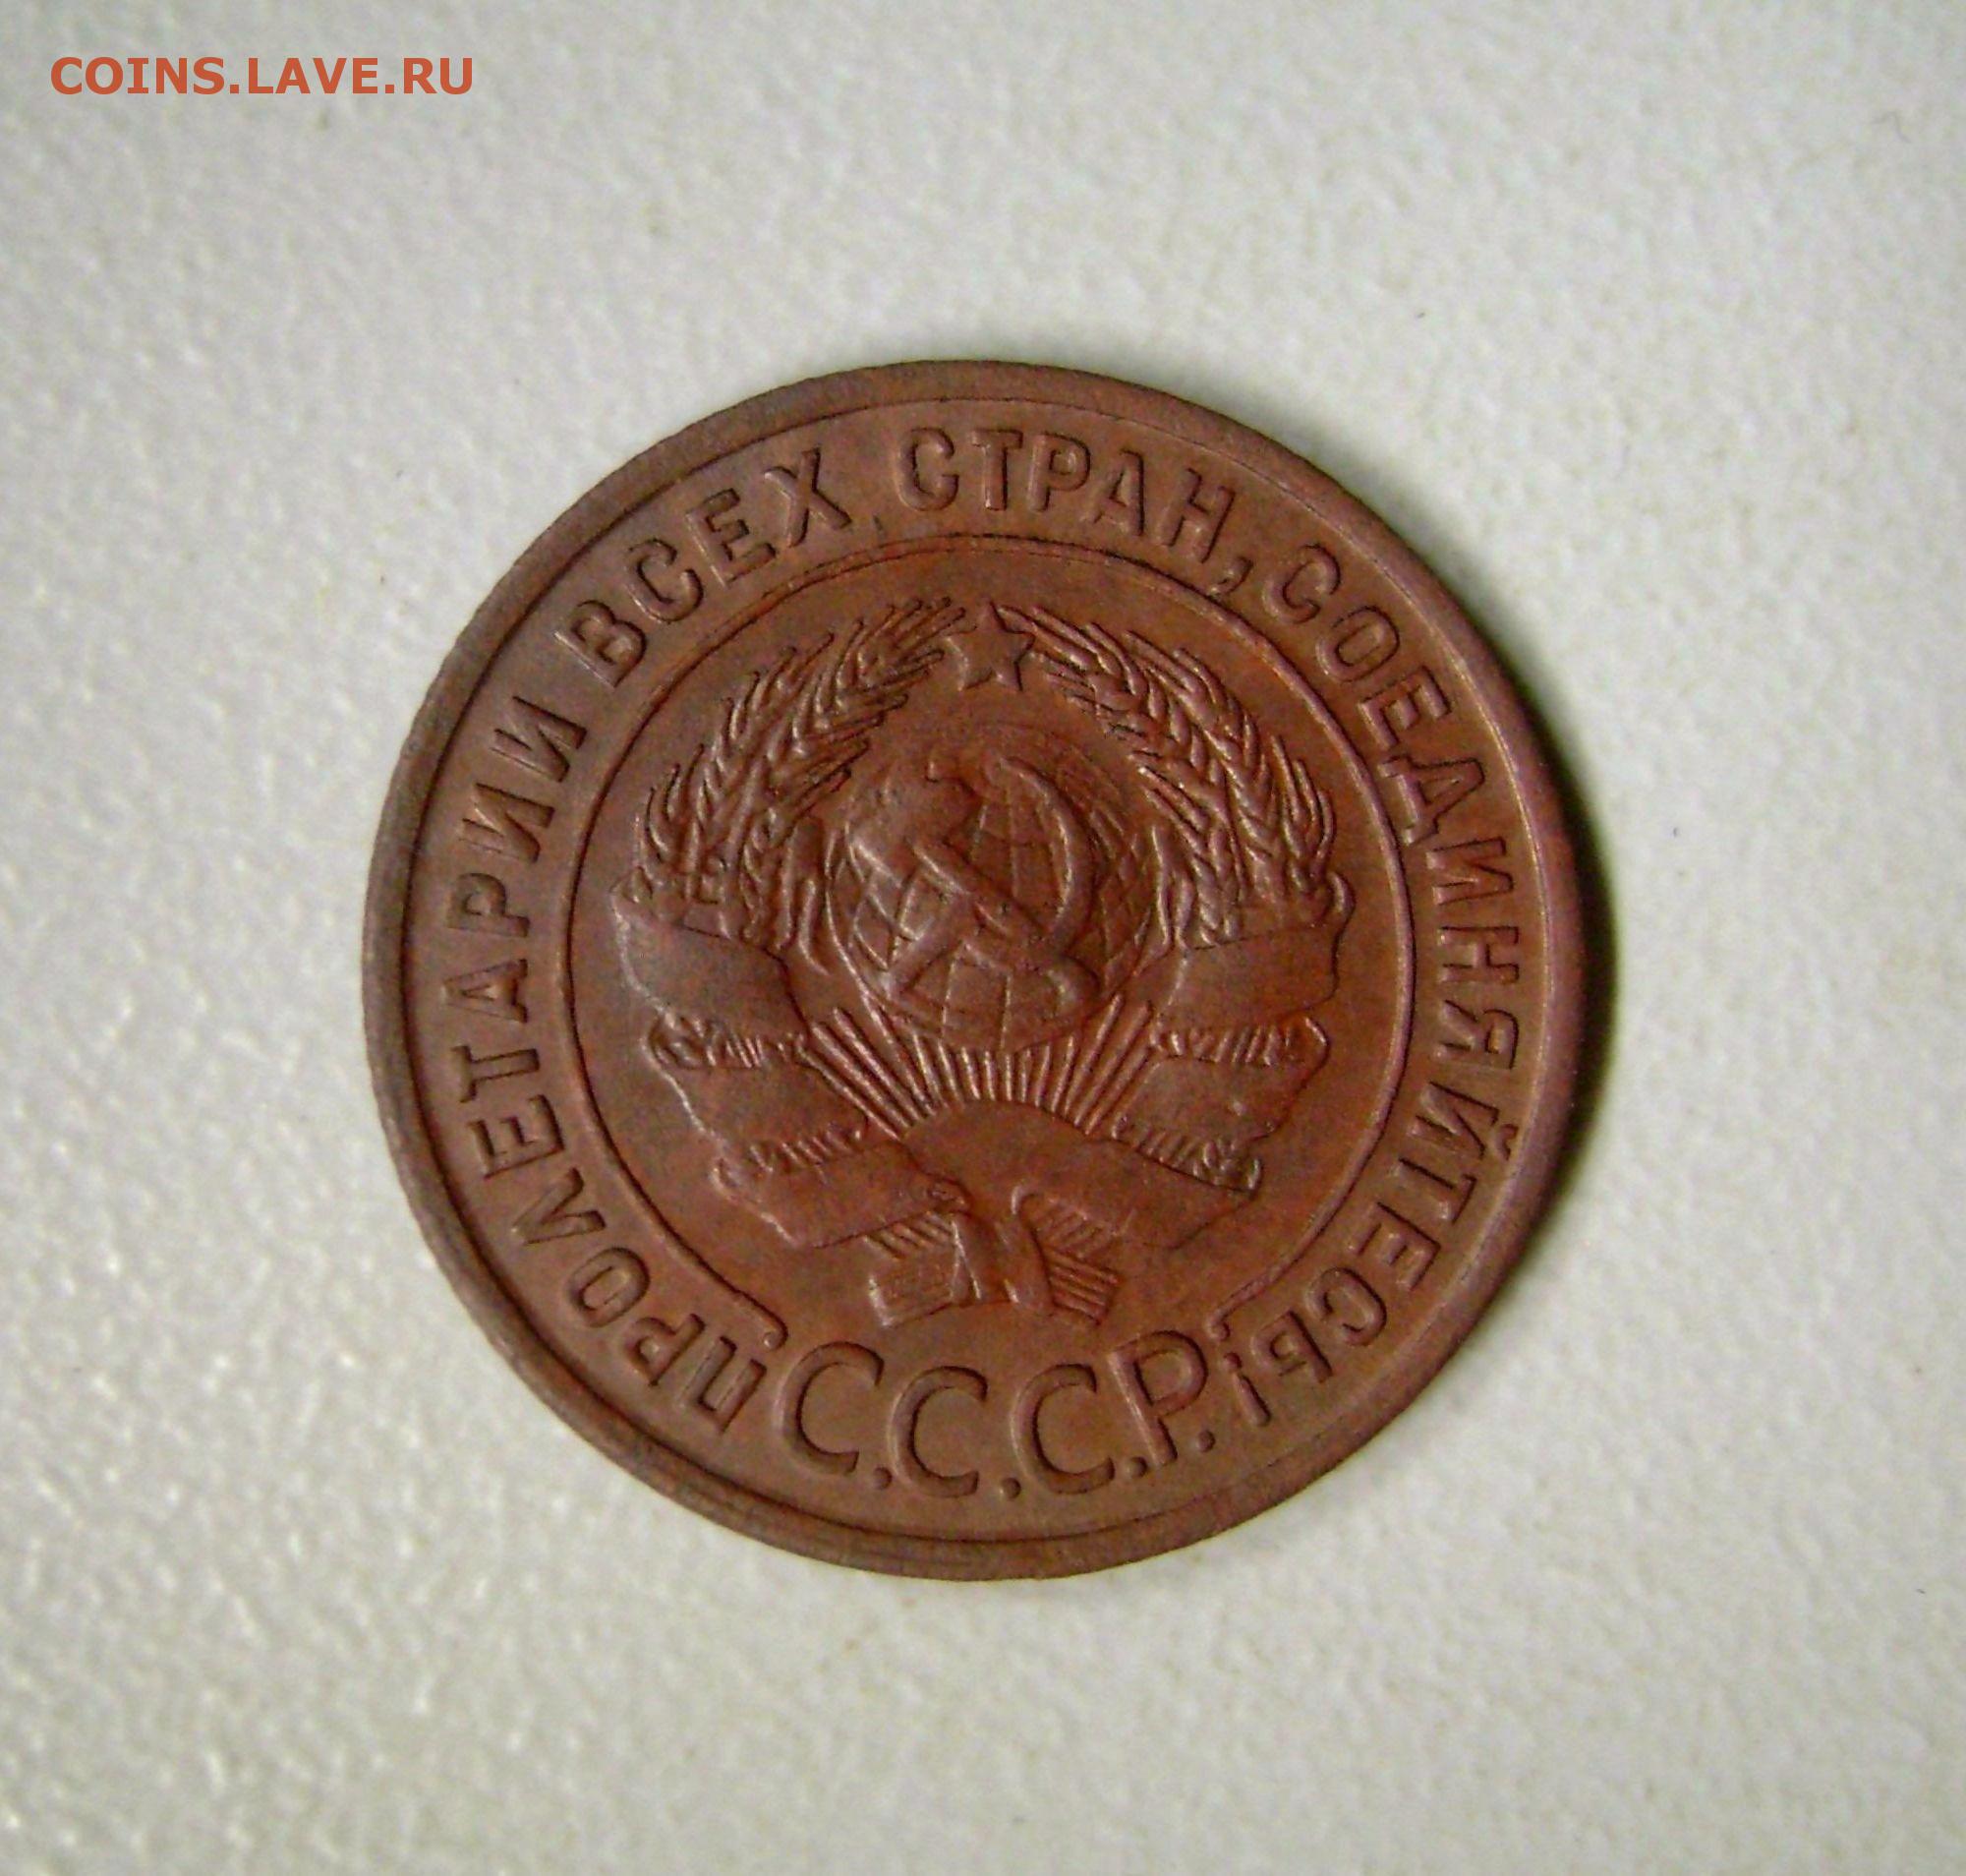 COINS.LAVE.RU
ПРОЛЕТАРИИ ВСЕХ СТРАН, СОЕДИНЯЙТЕСЬ!
С.С.С.Р.